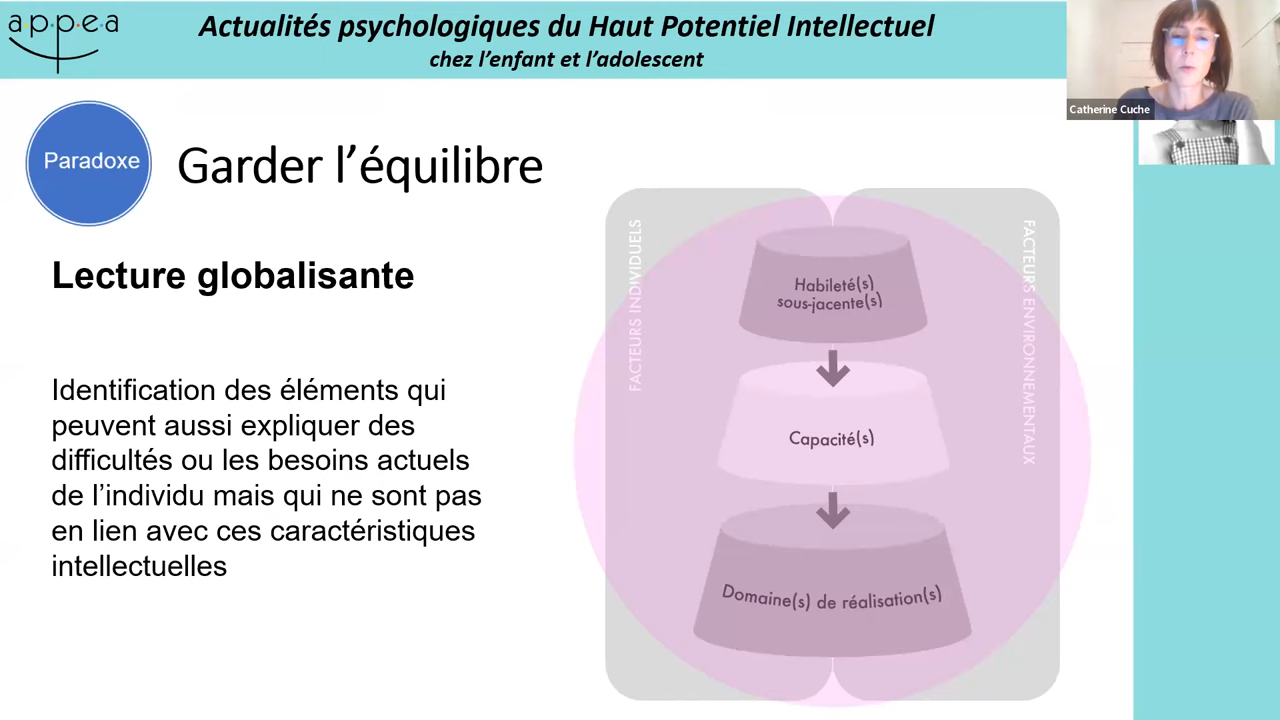 a·p·p·e·a
Actualités psychologiques du Haut Potentiel Intellectuel
chez l'enfant et l'adolescent
Catherine Cuche
Paradoxe
Garder l'équilibre
Lecture globalisante
Identification des éléments qui
peuvent aussi expliquer des
difficultés ou les besoins actuels
de l'individu mais qui ne sont pas
en lien avec ces caractéristiques
intellectuelles
FACTEURS INDIVIDUELS
FACTEURS ENVIRONNEMENTAUX
Habileté(s)
sous-jacente(s)
Capacité(s)
Domaine(s) de réalisation(s)